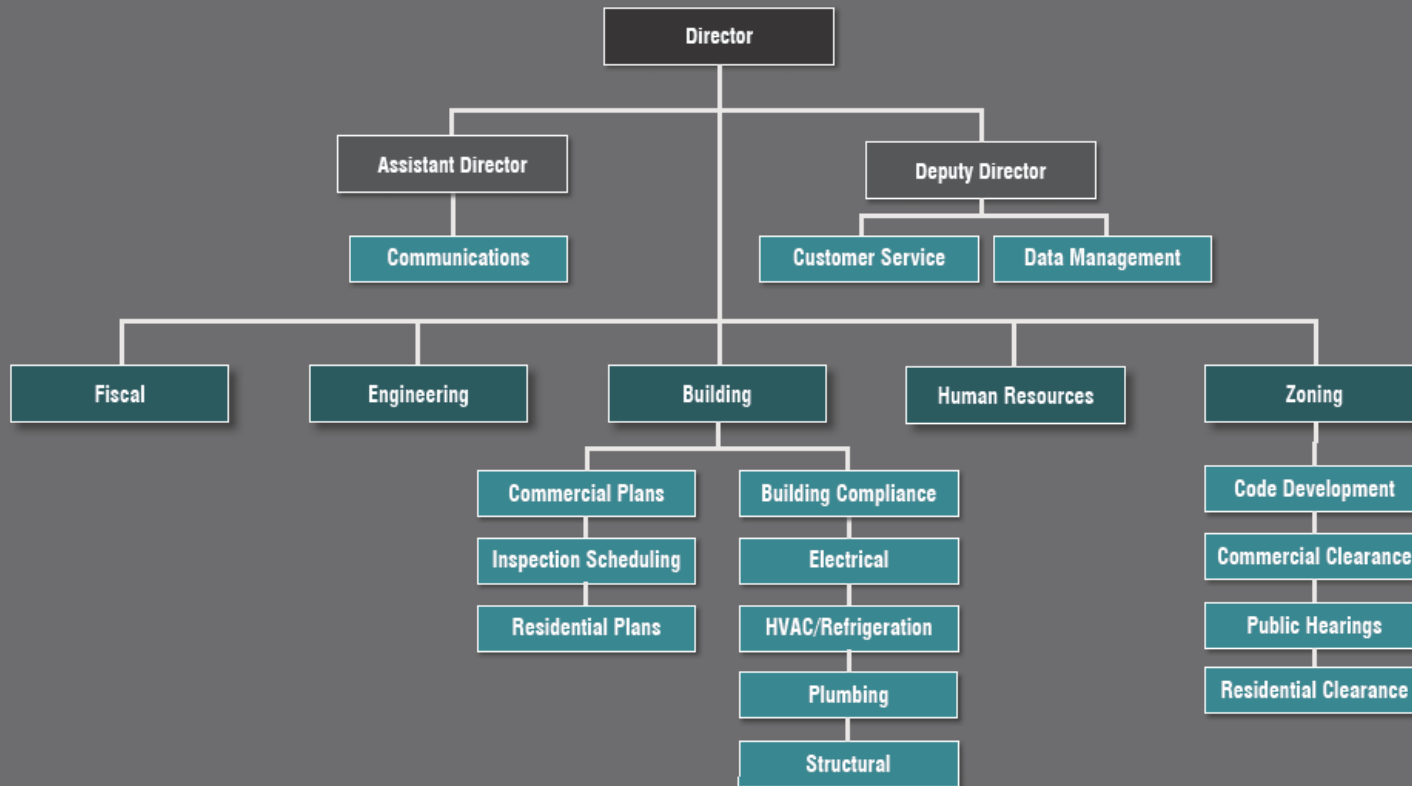 Director
Assistant Director
Deputy Director
Communications
Customer Service
Data Management
Fiscal
Engineering
Building
Human Resources
Zoning
Commercial Plans
Building Compliance
Code Development
Inspection Scheduling
Electrical
Commercial Clearance
Residential Plans
HVAC/Refrigeration
Public Hearings
Plumbing
Residential Clearance
Structural